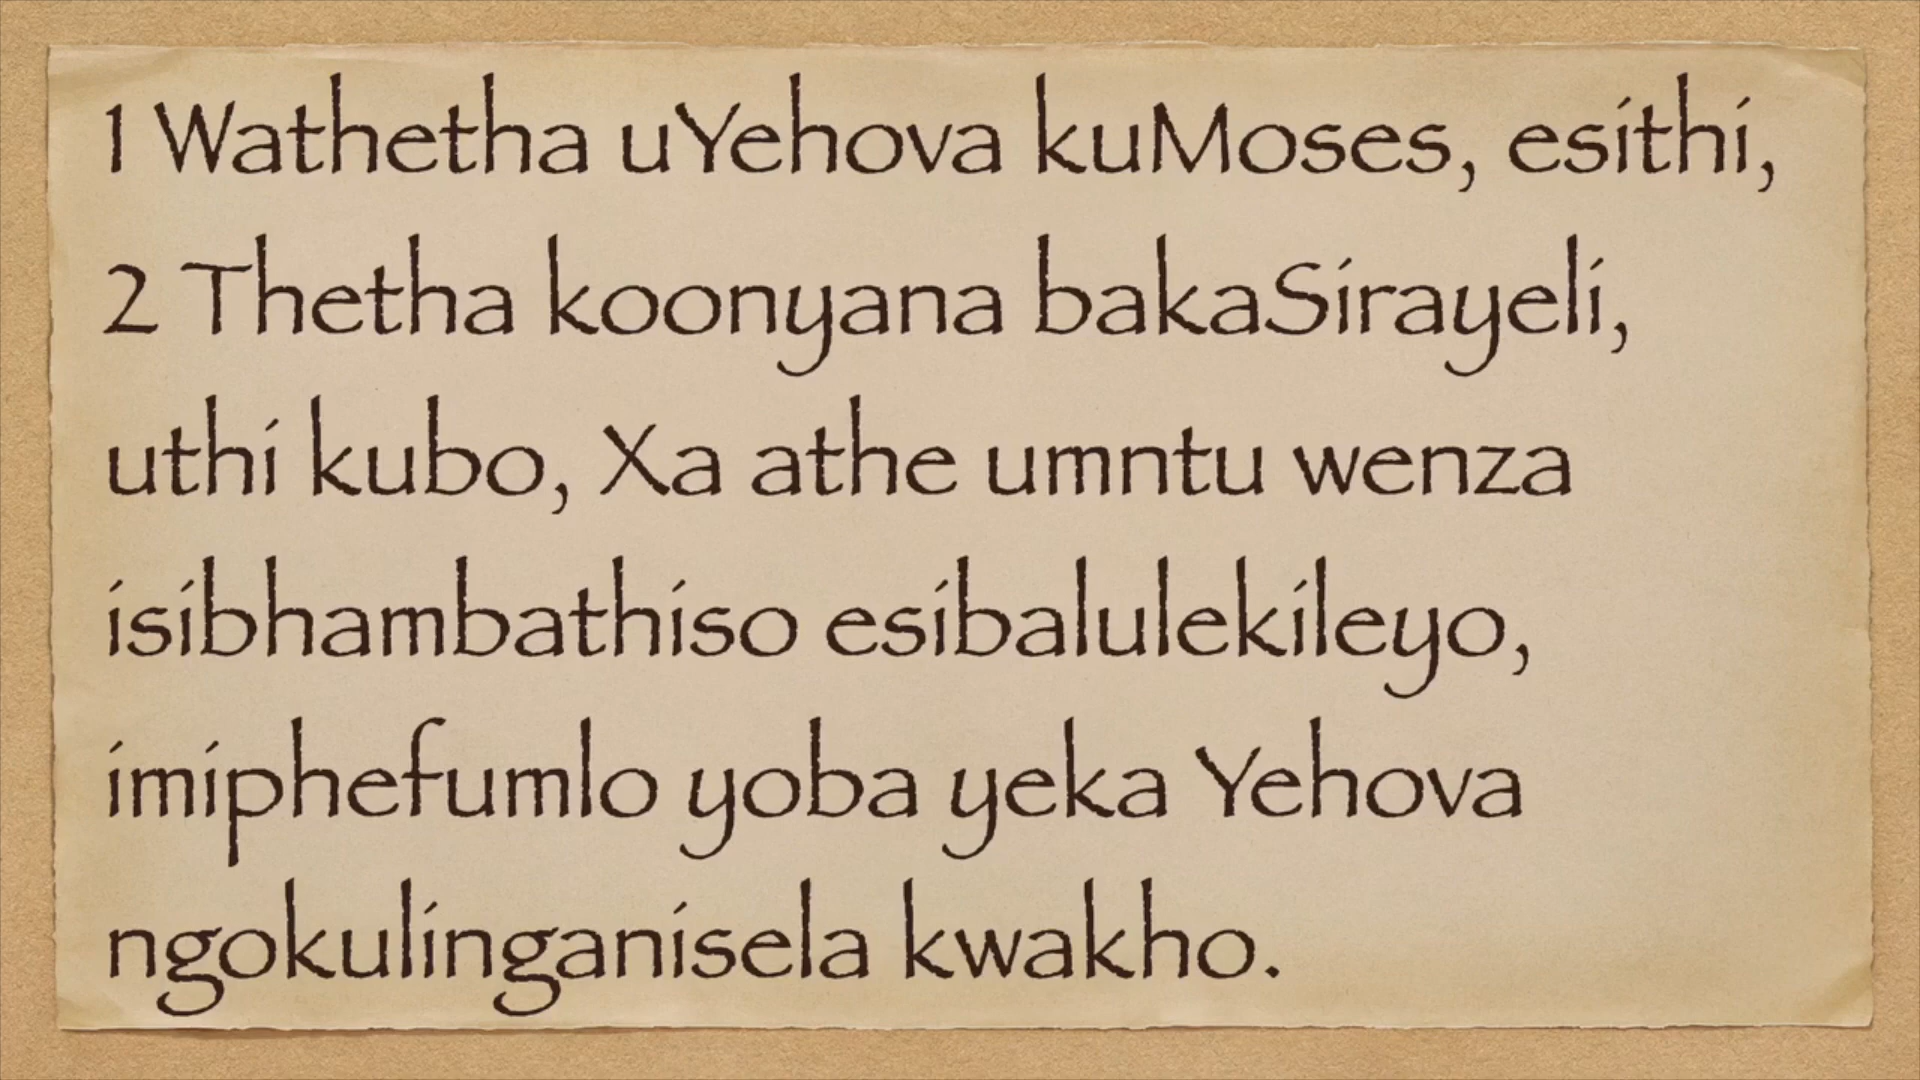 1 Wathetha uYehova kuMoses, esithi,
2 Thetha koonyana bakaSirayeli,
uthi kubo, Xa athe umntu wenza
isibhambathiso esibalulekileyo,
imiphefumlo yoba yeka Yehova
ngokulinganisela kwakho.